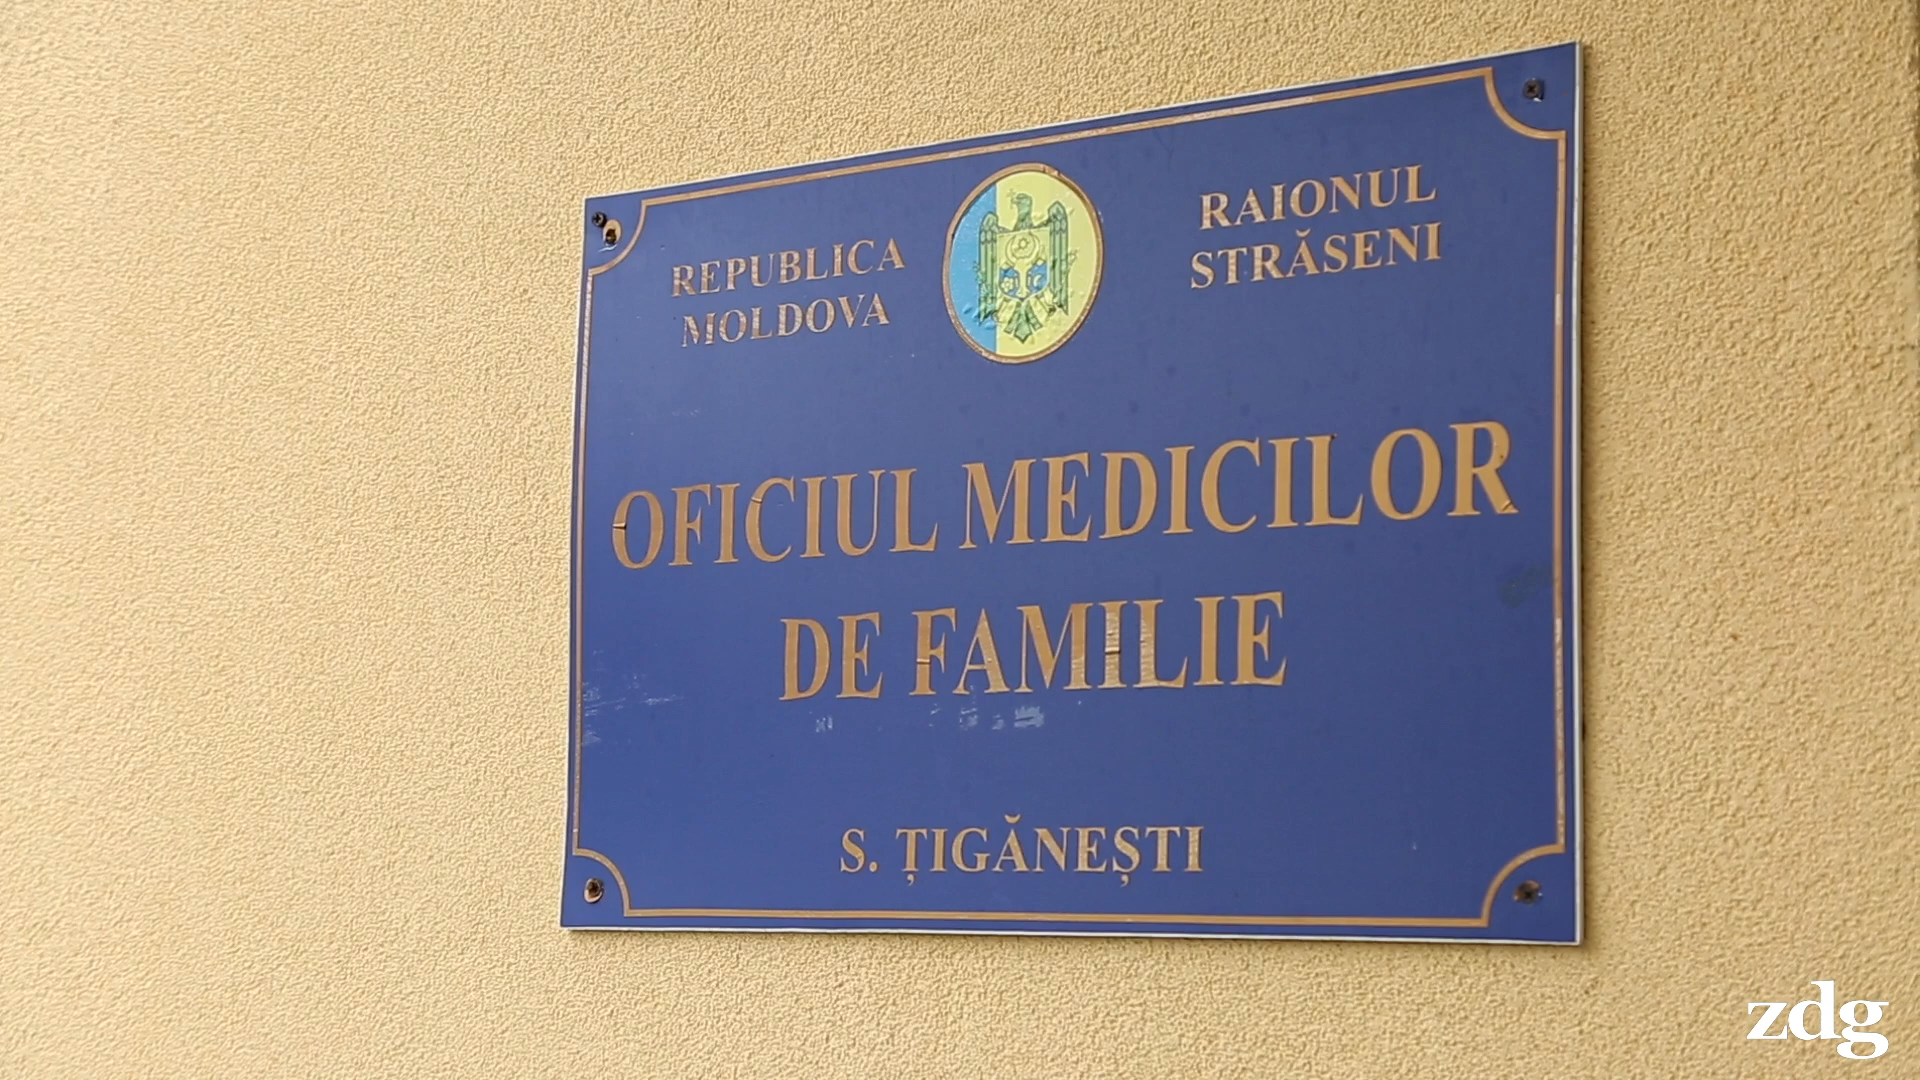 REPUBLICA
MOLDOVA
RAIONUL
STRĂSENI
OFICIUL MEDICILOR
DE FAMILIE
S. ȚIGĂNEȘTI
zdg